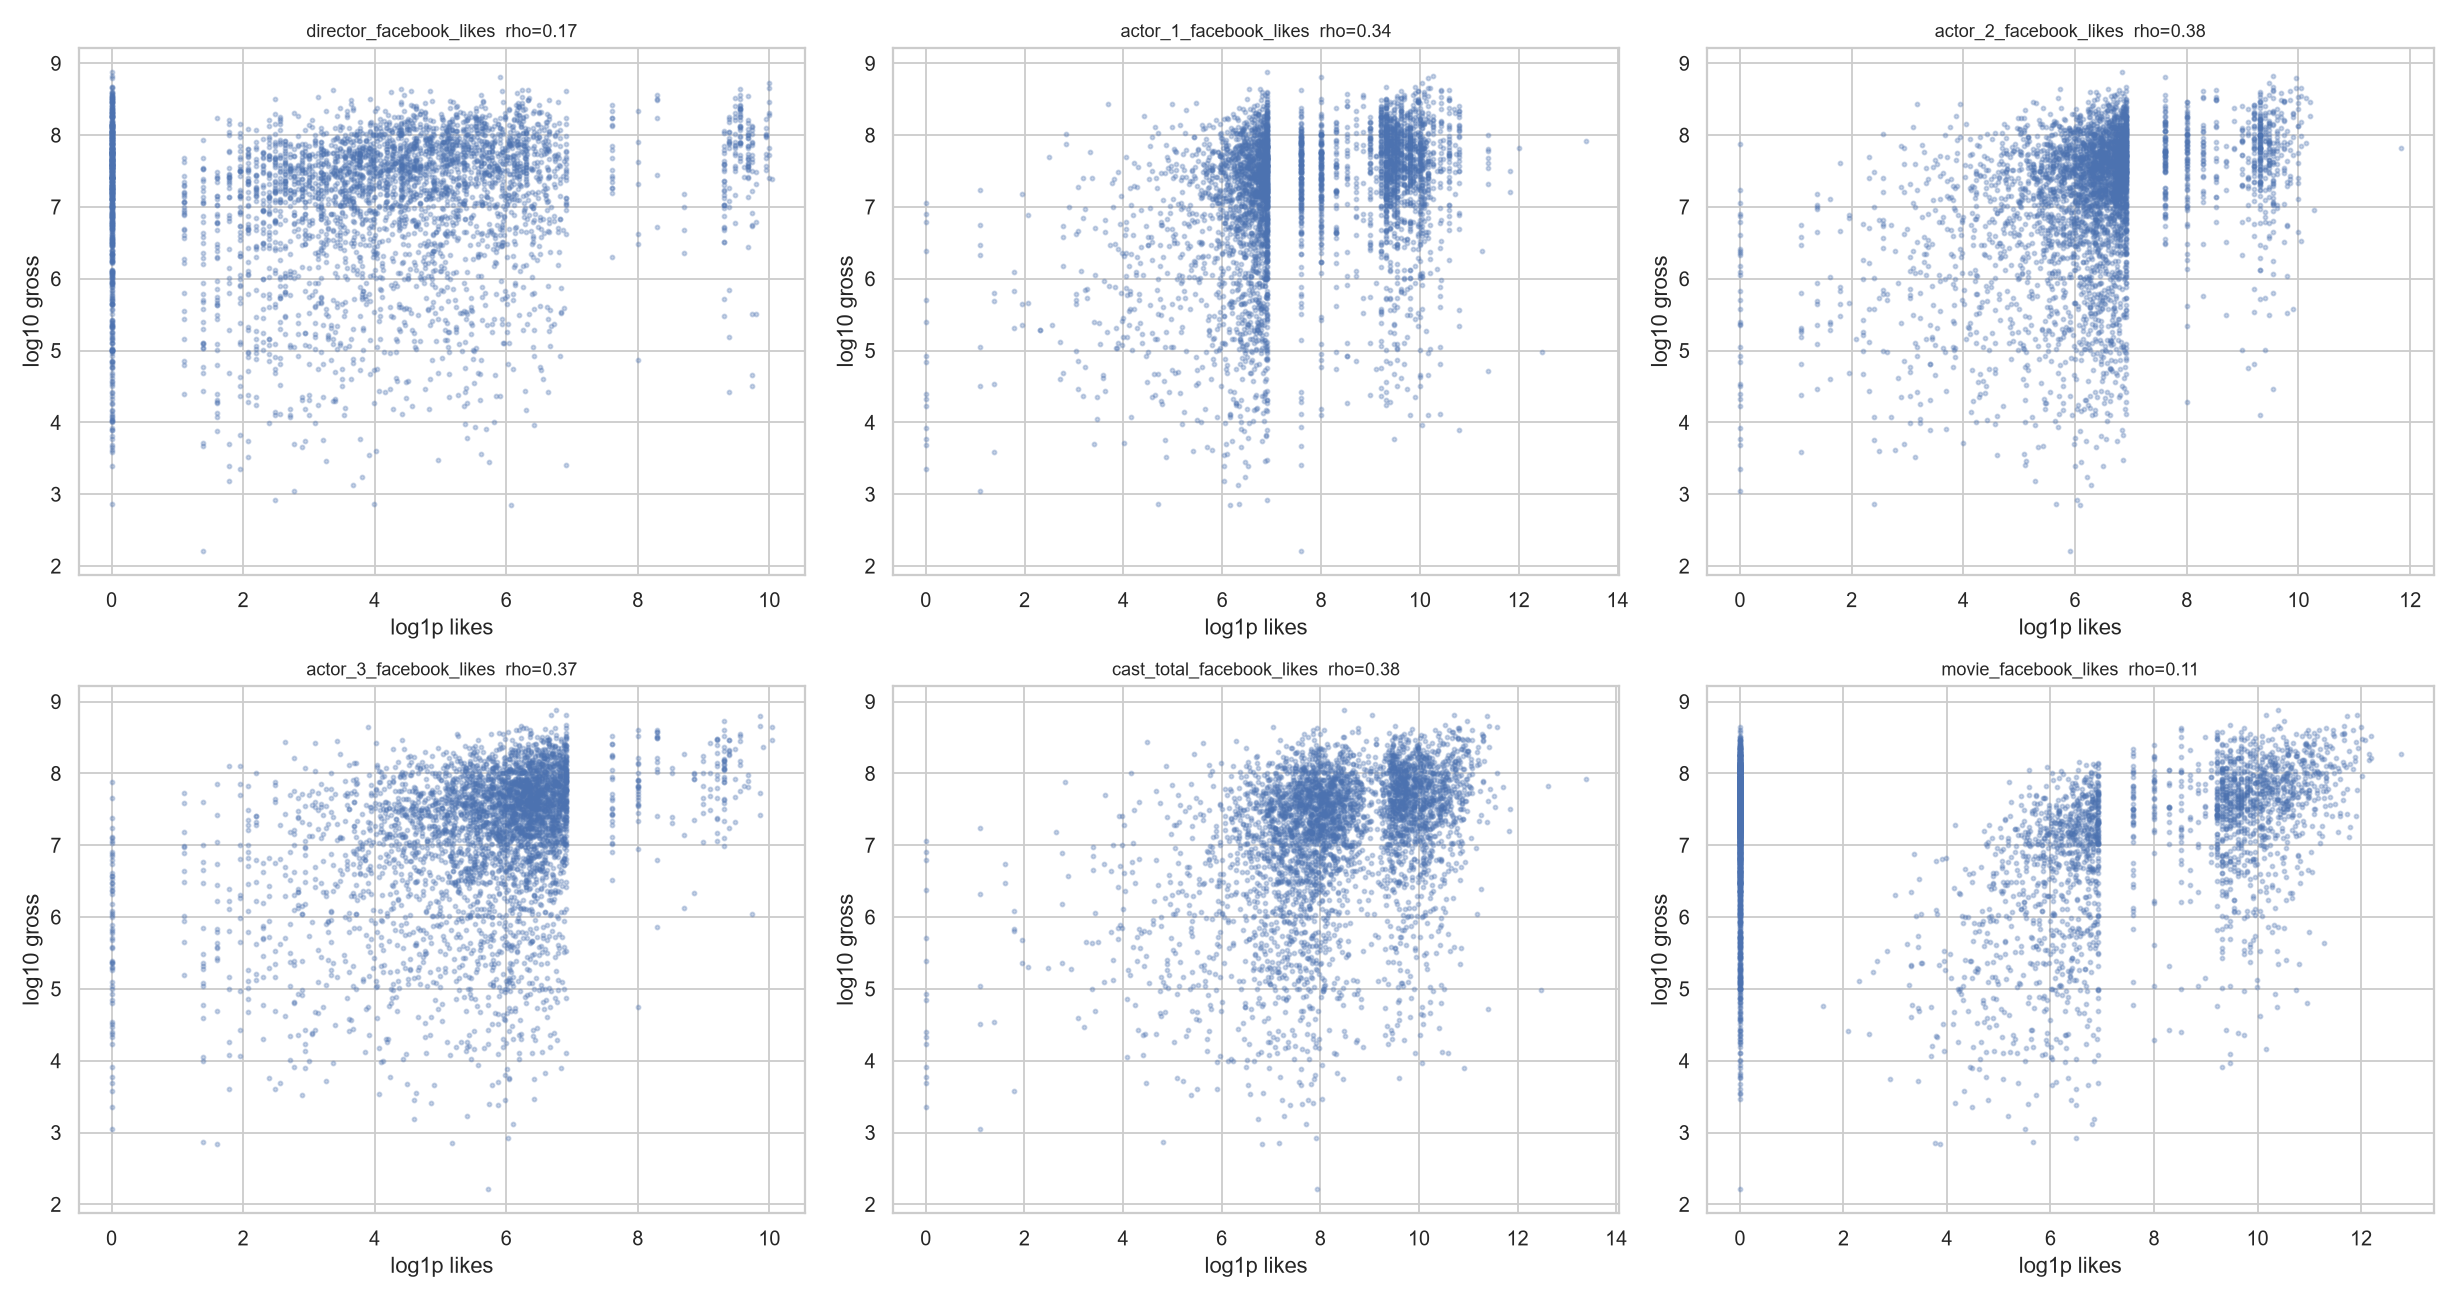 director_facebook_likes  rho=0.17
9
8
7
6
5
4
3
2
log10 gross
0 2 4 6 8 10
log1p likes
actor_1_facebook_likes  rho=0.34
9
8
7
6
5
4
3
2
log10 gross
0 2 4 6 8 10 12 14
log1p likes
actor_2_facebook_likes  rho=0.38
9
8
7
6
5
4
3
2
log10 gross
0 2 4 6 8 10 12
log1p likes
actor_3_facebook_likes  rho=0.37
9
8
7
6
5
4
3
2
log10 gross
0 2 4 6 8 10
log1p likes
cast_total_facebook_likes  rho=0.38
9
8
7
6
5
4
3
2
log10 gross
0 2 4 6 8 10 12 14
log1p likes
movie_facebook_likes  rho=0.11
9
8
7
6
5
4
3
2
log10 gross
0 2 4 6 8 10 12
log1p likes